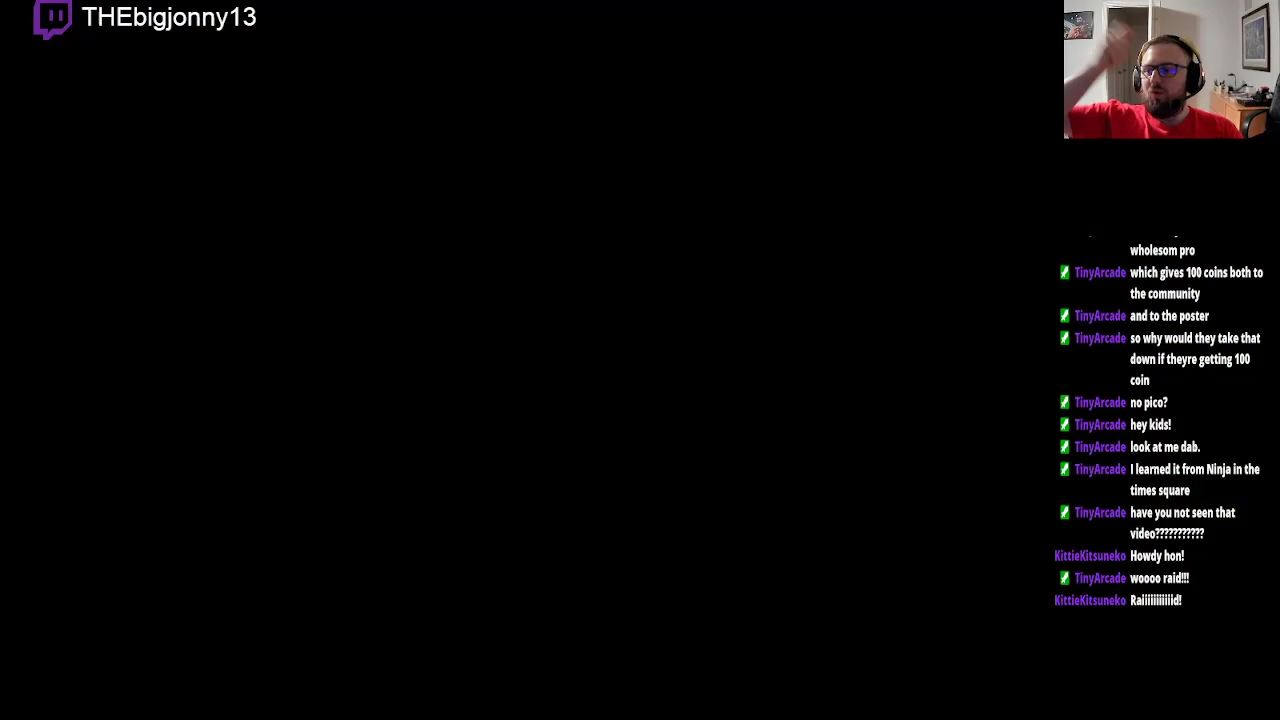 THEbigjonny13
wholesom pro
TinyArcade which gives 100 coins both to
the community
TinyArcade and to the poster
TinyArcade so why would they take that
down if theyre getting 100
coin
TinyArcade no pico?
TinyArcade hey kids!
TinyArcade look at me dab.
TinyArcade I learned it from Ninja in the
times square
TinyArcade have you not seen that
video???????????
KittieKitsuneko Howdy hon!
TinyArcade woooo raid!!!
KittieKitsuneko Raiiiiiiiiiiid!